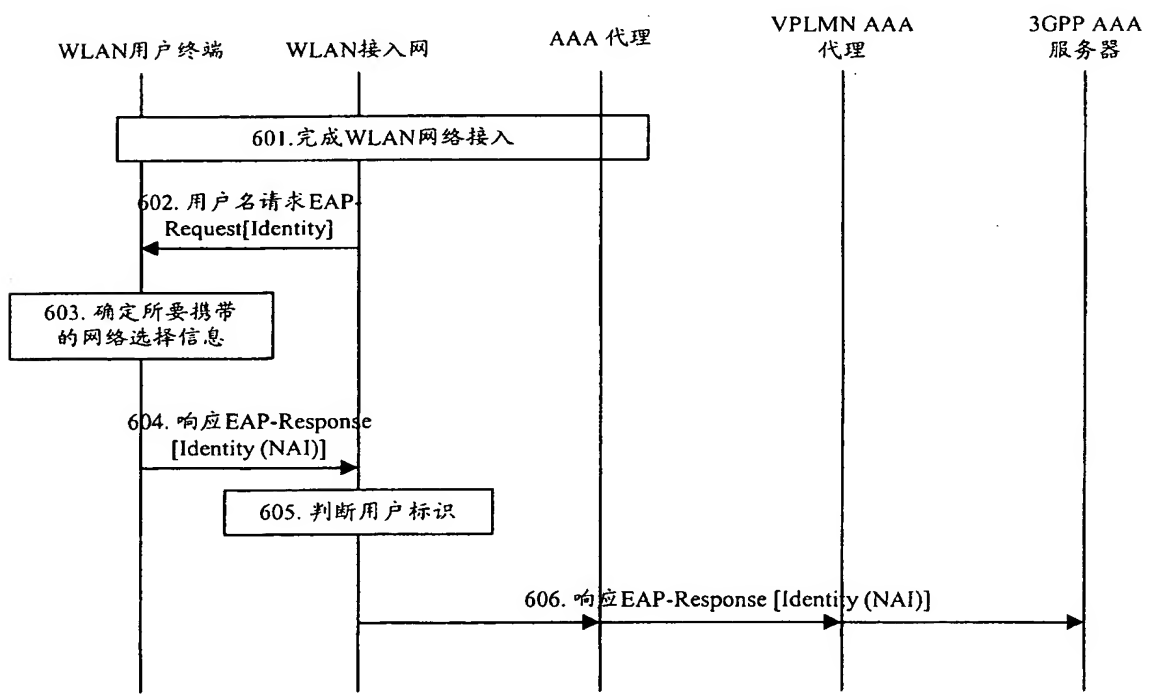 WLAN用户终端
WLAN接入网
AAA 代理
VPLMN AAA
代理
3GPP AAA
服务器
601.完成WLAN网络接入
602. 用户名请求EAP-
Request[Identity]
603. 确定所要携带
的网络选择信息
604. 响应EAP-Response
[Identity (NAI)]
605. 判断用户标识
606. 响应EAP-Response [Identity (NAI)]